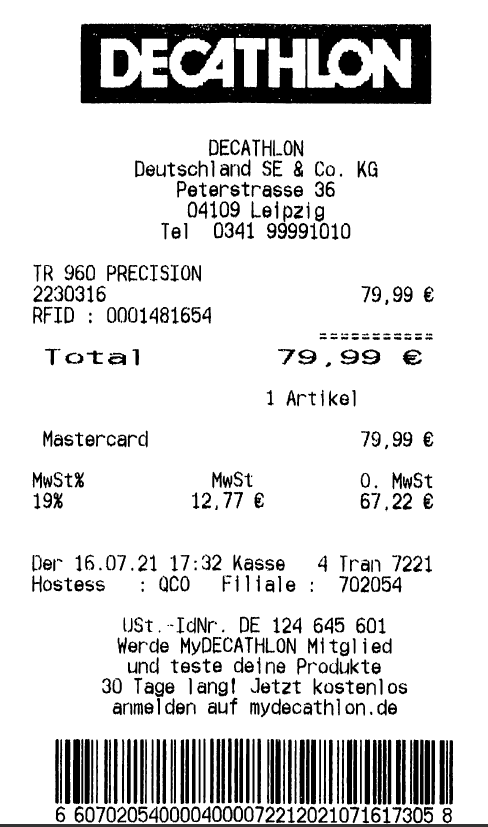 DECATHLON
DECATHLON
Deutschland SE & Co. KG
Peterstrasse 36
04109 Leipzig
Tel 0341 99991010
TR 960 PRECISION
2230316 79,99 €
RFID : 0001481654
===========
Total 79,99 €
1 Artikel
Mastercard 79,99 €
MwSt% MwSt O. MwSt
19% 12,77 € 67,22 €
Der 16.07.21 17:32 Kasse 4 Tran 7221
Hostess : QCO Filiale : 702054
USt.-IdNr. DE 124 645 601
Werde MyDECATHLON Mitglied
und teste deine Produkte
30 Tage lang! Jetzt kostenlos
anmelden auf mydecathlon.de
6 6070205400004000072212021071617305 8